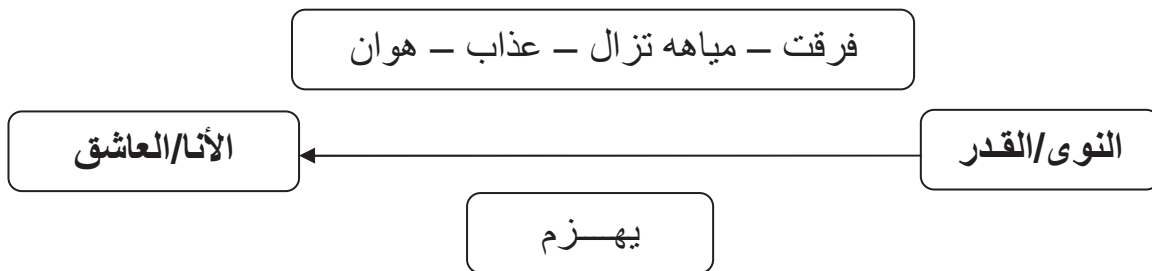 فرقت – مياهه تزال – عذاب – هوان
النوى/القدر
الأنا/العاشق
يهـــزم